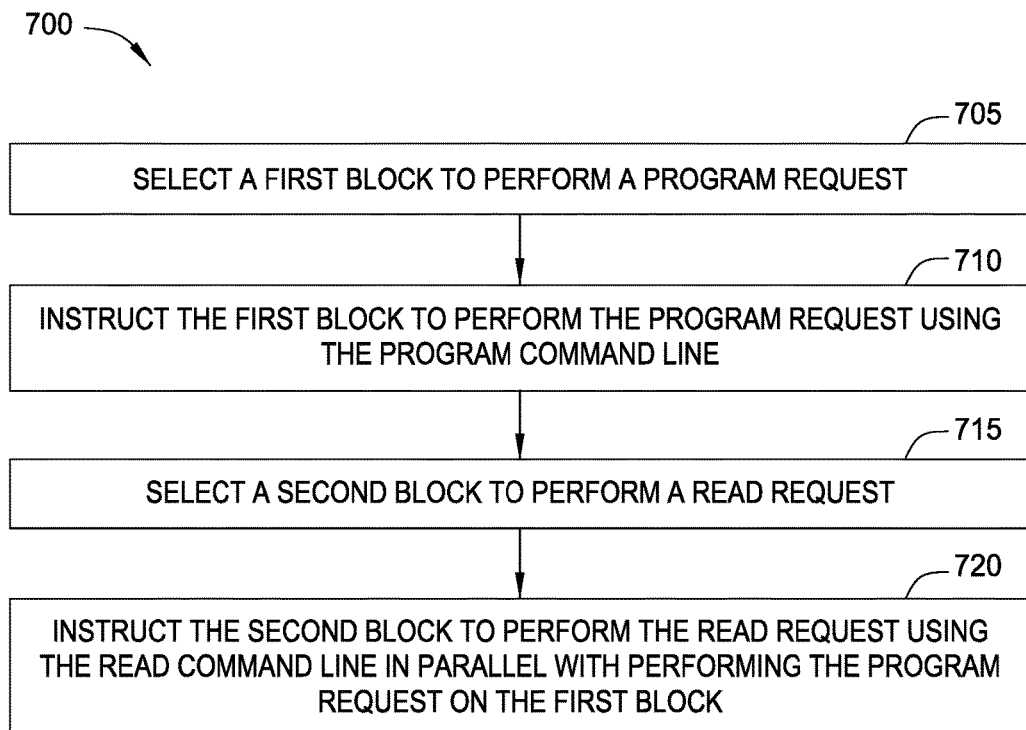 700
705
SELECT A FIRST BLOCK TO PERFORM A PROGRAM REQUEST
710
INSTRUCT THE FIRST BLOCK TO PERFORM THE PROGRAM REQUEST USING
THE PROGRAM COMMAND LINE
715
SELECT A SECOND BLOCK TO PERFORM A READ REQUEST
720
INSTRUCT THE SECOND BLOCK TO PERFORM THE READ REQUEST USING
THE READ COMMAND LINE IN PARALLEL WITH PERFORMING THE PROGRAM
REQUEST ON THE FIRST BLOCK